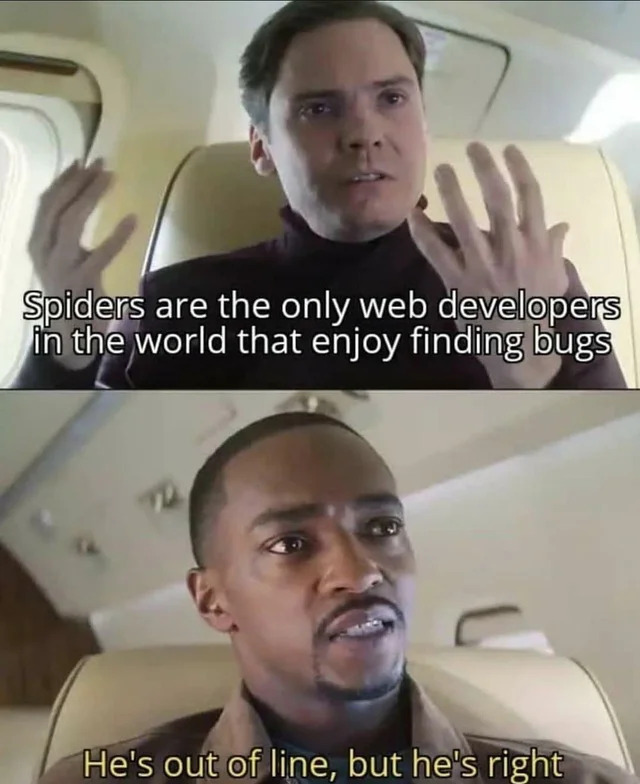 Spiders are the only web developers
in the world that enjoy finding bugs
He's out of line, but he's right